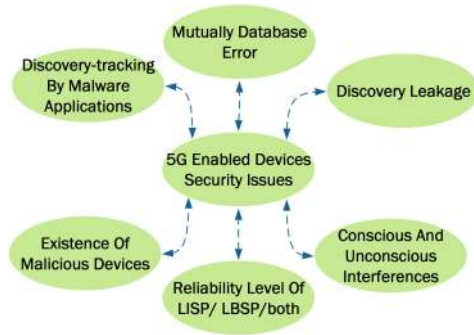 Mutually Database
Error
Discovery-tracking
By Malware
Applications
Discovery Leakage
5G Enabled Devices
Security Issues
Existence Of
Malicious Devices
Conscious And
Unconscious
Interferences
Reliability Level Of
LISP/ LBSP/both